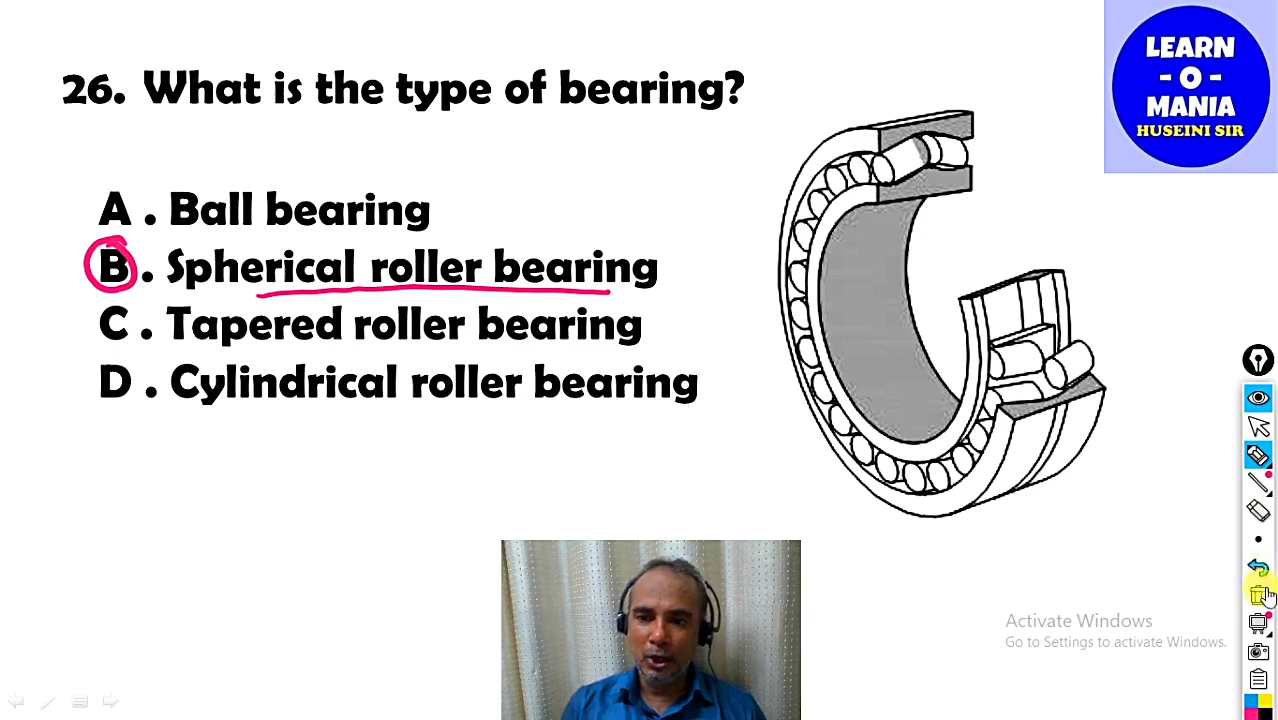 26. What is the type of bearing?
A . Ball bearing
B . Spherical roller bearing
C . Tapered roller bearing
D . Cylindrical roller bearing
LEARN
- O -
MANIA
HUSEINI SIR
Activate Windows
Go to Settings to activate Windows.